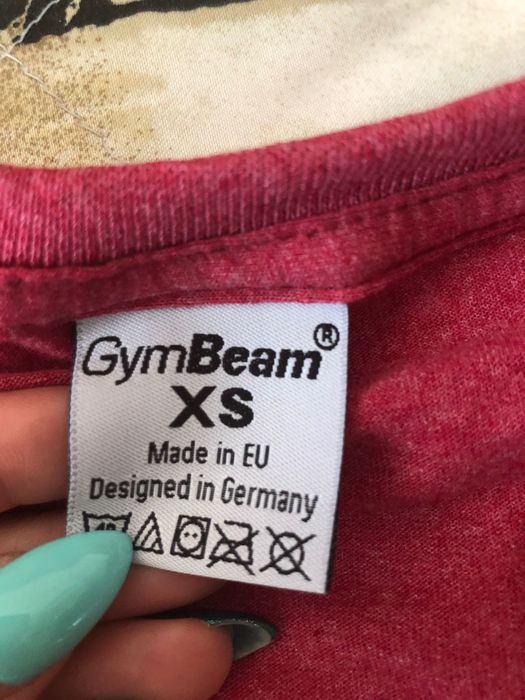 GymBeam®
XS
Made in EU
Designed in Germany